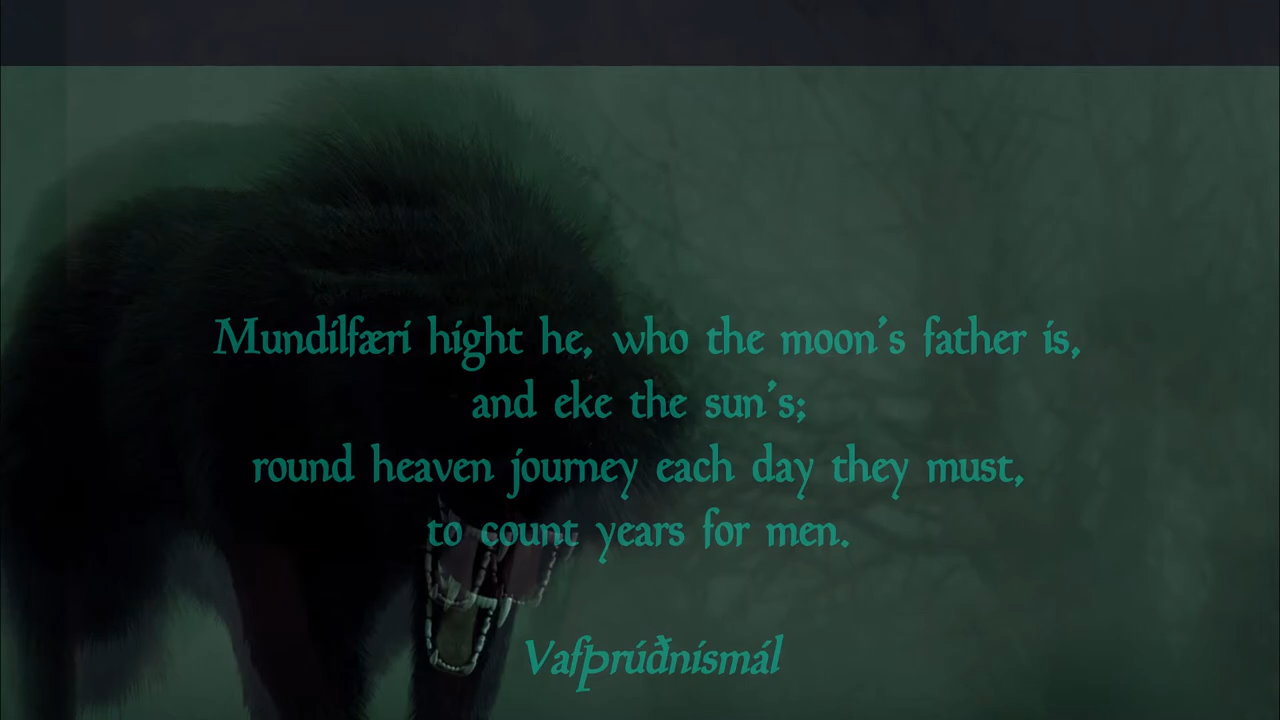 Mundilfæri hight he, who the moon's father is,
and eke the sun's;
round heaven journey each day they must,
to count years for men.
Vafþrúðnismál